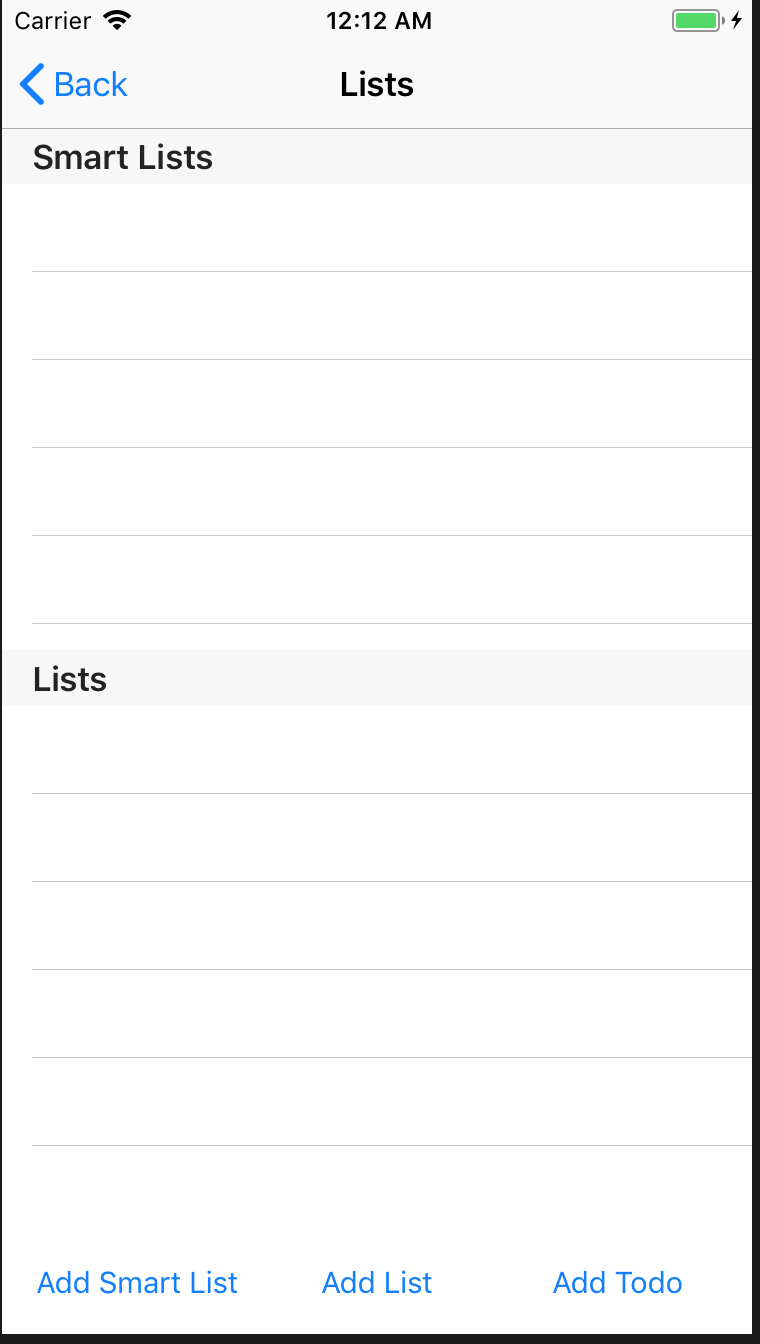 Carrier 12:12 AM
Back Lists
Smart Lists
Lists
Add Smart List Add List Add Todo